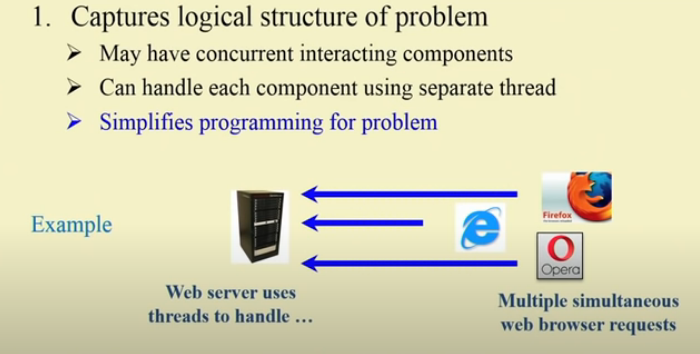 1. Captures logical structure of problem
➤ May have concurrent interacting components
➤ Can handle each component using separate thread
➤ Simplifies programming for problem
Example
Firefox
Opera
Web server uses
threads to handle …
Multiple simultaneous
web browser requests